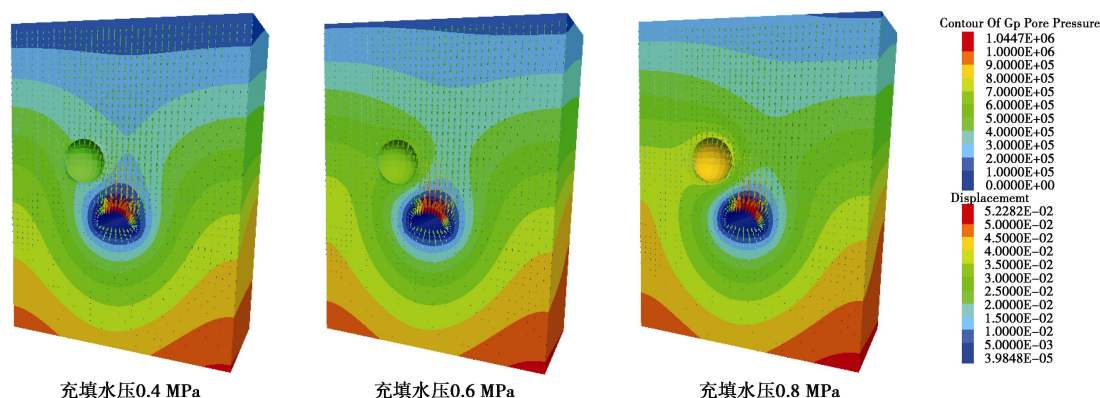 Contour Of Gp Pore Pressure
1.0447E+06
1.0000E+06
9.0000E+05
8.0000E+05
7.0000E+05
6.0000E+05
5.0000E+05
4.0000E+05
3.0000E+05
2.0000E+05
1.0000E+05
0.0000E+00
Displacememt
5.2282E-02
5.0000E-02
4.5000E-02
4.0000E-02
3.5000E-02
3.0000E-02
2.5000E-02
2.0000E-02
1.5000E-02
1.0000E-02
5.0000E-03
3.9848E-05
充填水压0.4 MPa
充填水压0.6 MPa
充填水压0.8 MPa